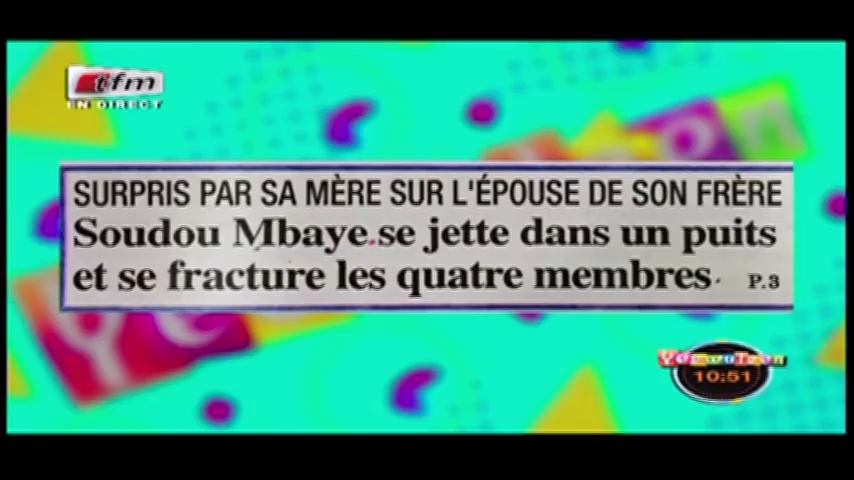 tfm
EN DIRECT
SURPRIS PAR SA MÈRE SUR L'ÉPOUSE DE SON FRÈRE
Soudou Mbaye se jette dans un puits
et se fracture les quatre membres P.3
10:51